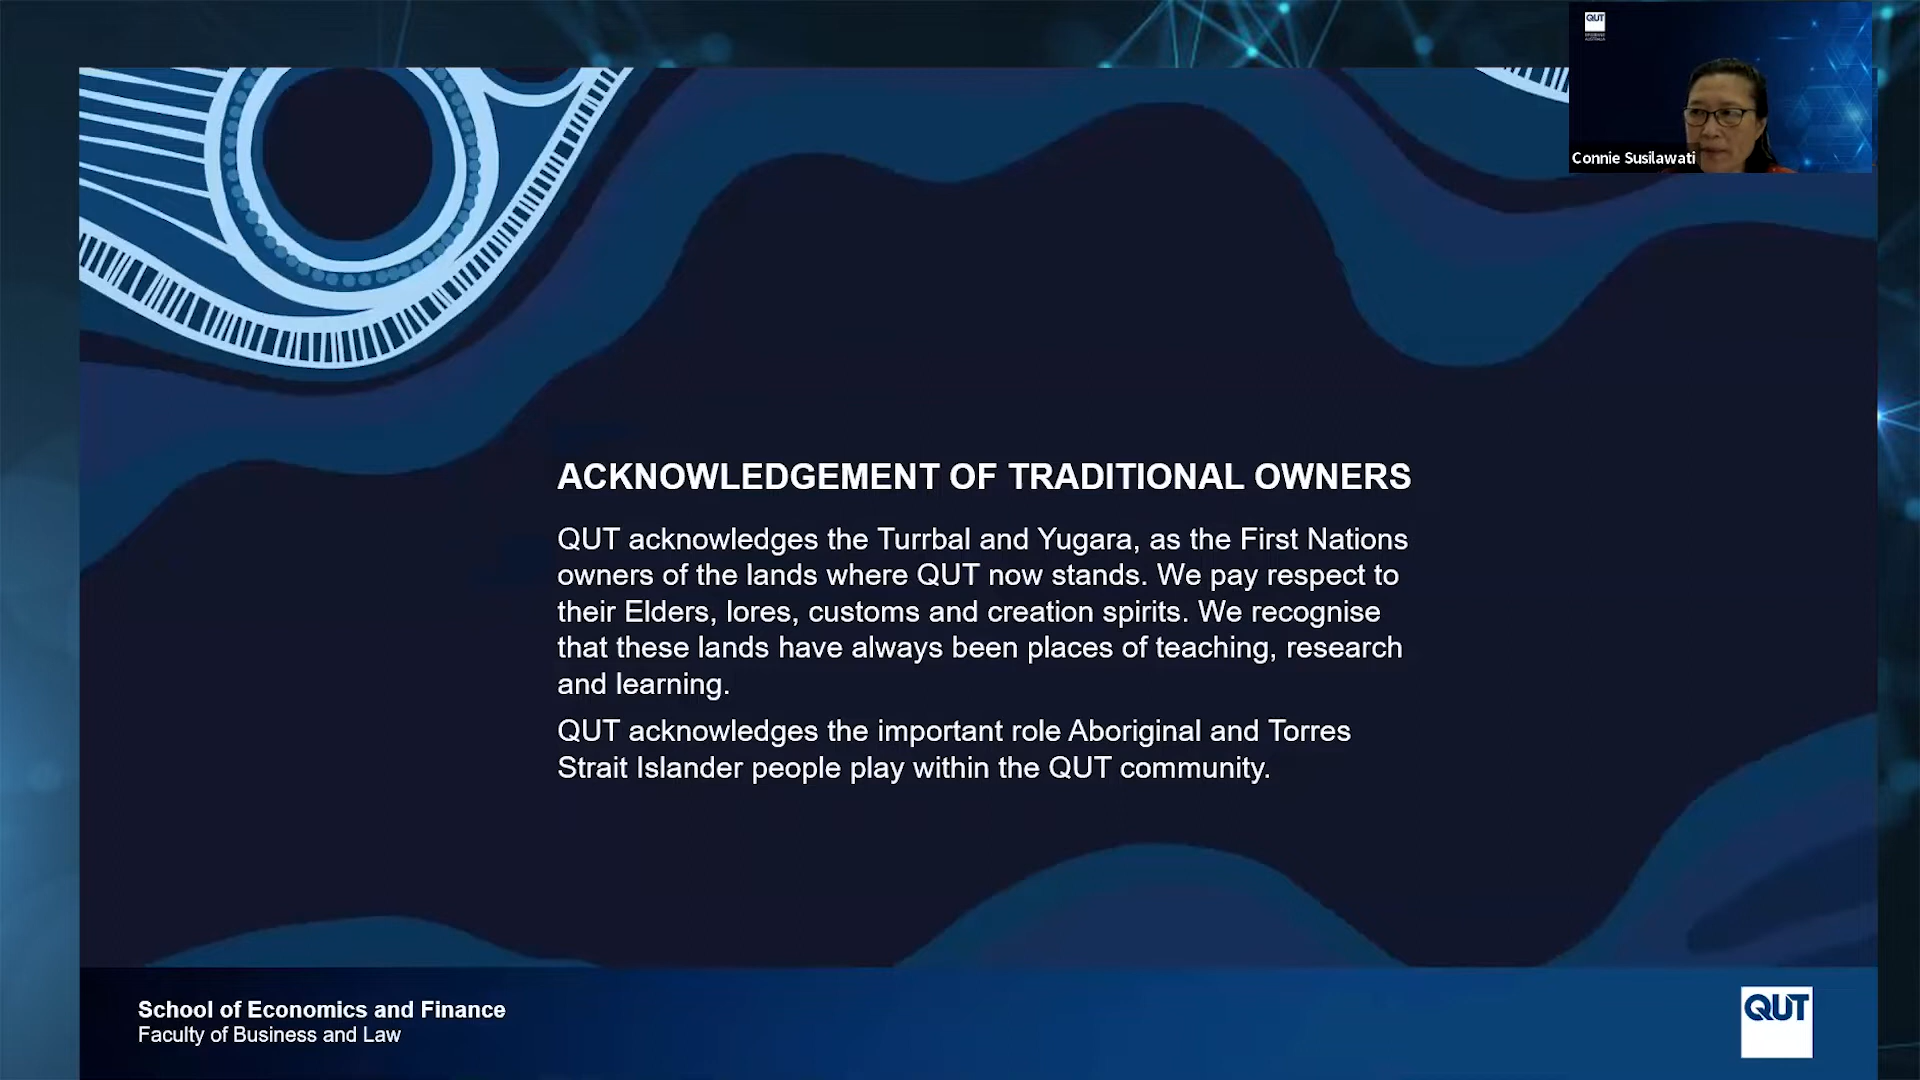 QUT
Connie Susilawati
ACKNOWLEDGEMENT OF TRADITIONAL OWNERS
QUT acknowledges the Turrbal and Yugara, as the First Nations
owners of the lands where QUT now stands. We pay respect to
their Elders, lores, customs and creation spirits. We recognise
that these lands have always been places of teaching, research
and learning.
QUT acknowledges the important role Aboriginal and Torres
Strait Islander people play within the QUT community.
School of Economics and Finance
Faculty of Business and Law
QUT